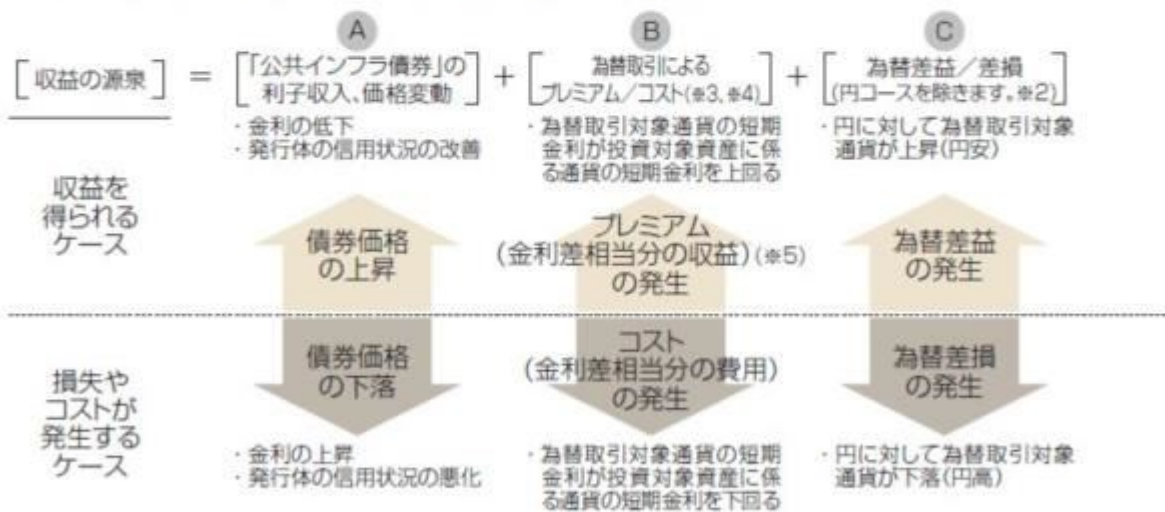 A
B
C
[収益の源泉] = [「公共インフラ債券」の
利子収入、価格変動] + [為替取引による
プレミアム/コスト(※3、※4)] + [為替差益/差損
(円コースを除きます。※2)]
収益を
得られる
ケース
・金利の低下
・発行体の信用状況の改善
・為替取引対象通貨の短期
金利が投資対象資産に係
る通貨の短期金利を上回る
・円に対して為替取引対象
通貨が上昇(円安)
債券価格
の上昇
プレミアム
(金利差相当分の収益)(※5)
の発生
為替差益
の発生
損失や
コストが
発生する
ケース
債券価格
の下落
コスト
(金利差相当分の費用)
の発生
為替差損
の発生
・金利の上昇
・発行体の信用状況の悪化
・為替取引対象通貨の短期
金利が投資対象資産に係
る通貨の短期金利を下回る
・円に対して為替取引対象
通貨が下落(円高)